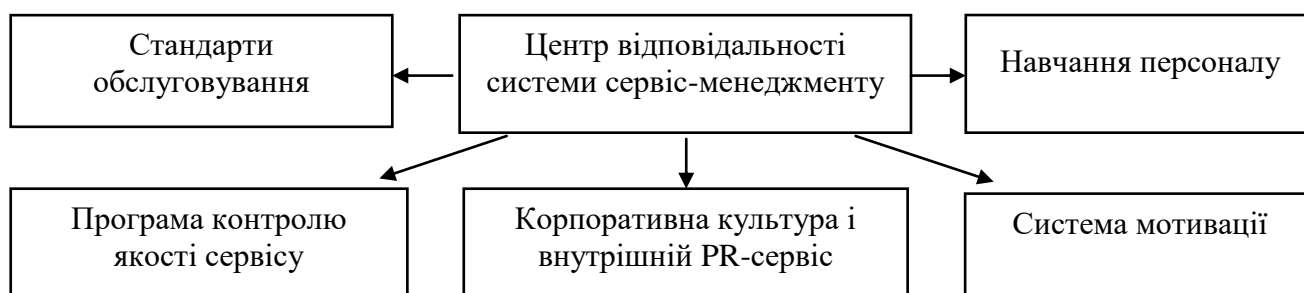 Стандарти
обслуговування
Центр відповідальності
системи сервіс-менеджменту
Навчання персоналу
Програма контролю
якості сервісу
Корпоративна культура і
внутрішній PR-сервіс
Система мотивації